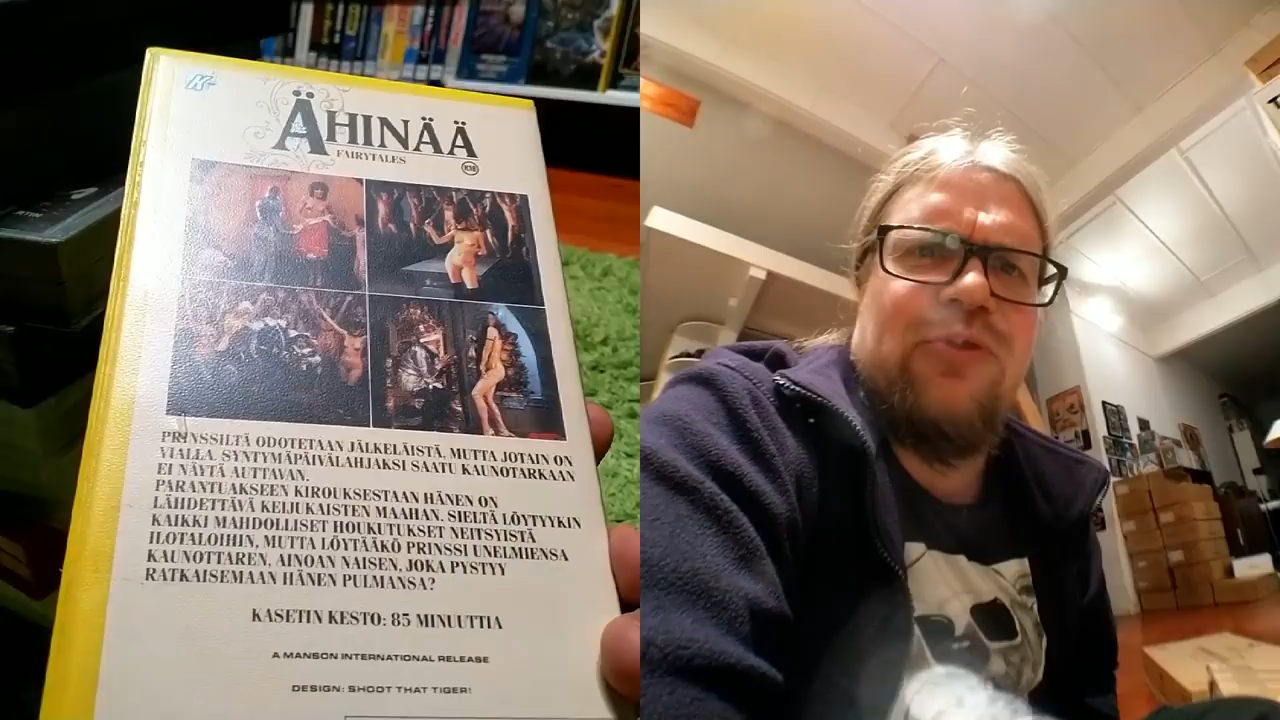 K
ÄHINÄÄ
FAIRYTALES
K18
PRINSSILTÄ ODOTETAAN JÄLKELÄISTÄ, MUTTA JOTAIN ON
VIALLA. SYNTYMÄPÄIVÄLAHJAKSI SAATU KAUNOTARKAAN
EI NÄYTÄ AUTTAVAN.
PARANTUAKSEEN KIROUKSESTAAN HÄNEN ON
LÄHDETTÄVÄ KEIJUKAISTEN MAAHAN. SIELTÄ LÖYTYYKIN
KAIKKI MAHDOLLISET HOUKUTUKSET NEITSYISTÄ
ILOTALOIHIN, MUTTA LÖYTÄÄKÖ PRINSSI UNELMIENSA
KAUNOTTAREN, AINOAN NAISEN, JOKA PYSTYY
RATKAISEMAAN HÄNEN PULMANSA?
KASETIN KESTO: 85 MINUUTTIA
A MANSON INTERNATIONAL RELEASE
DESIGN: SHOOT THAT TIGER!